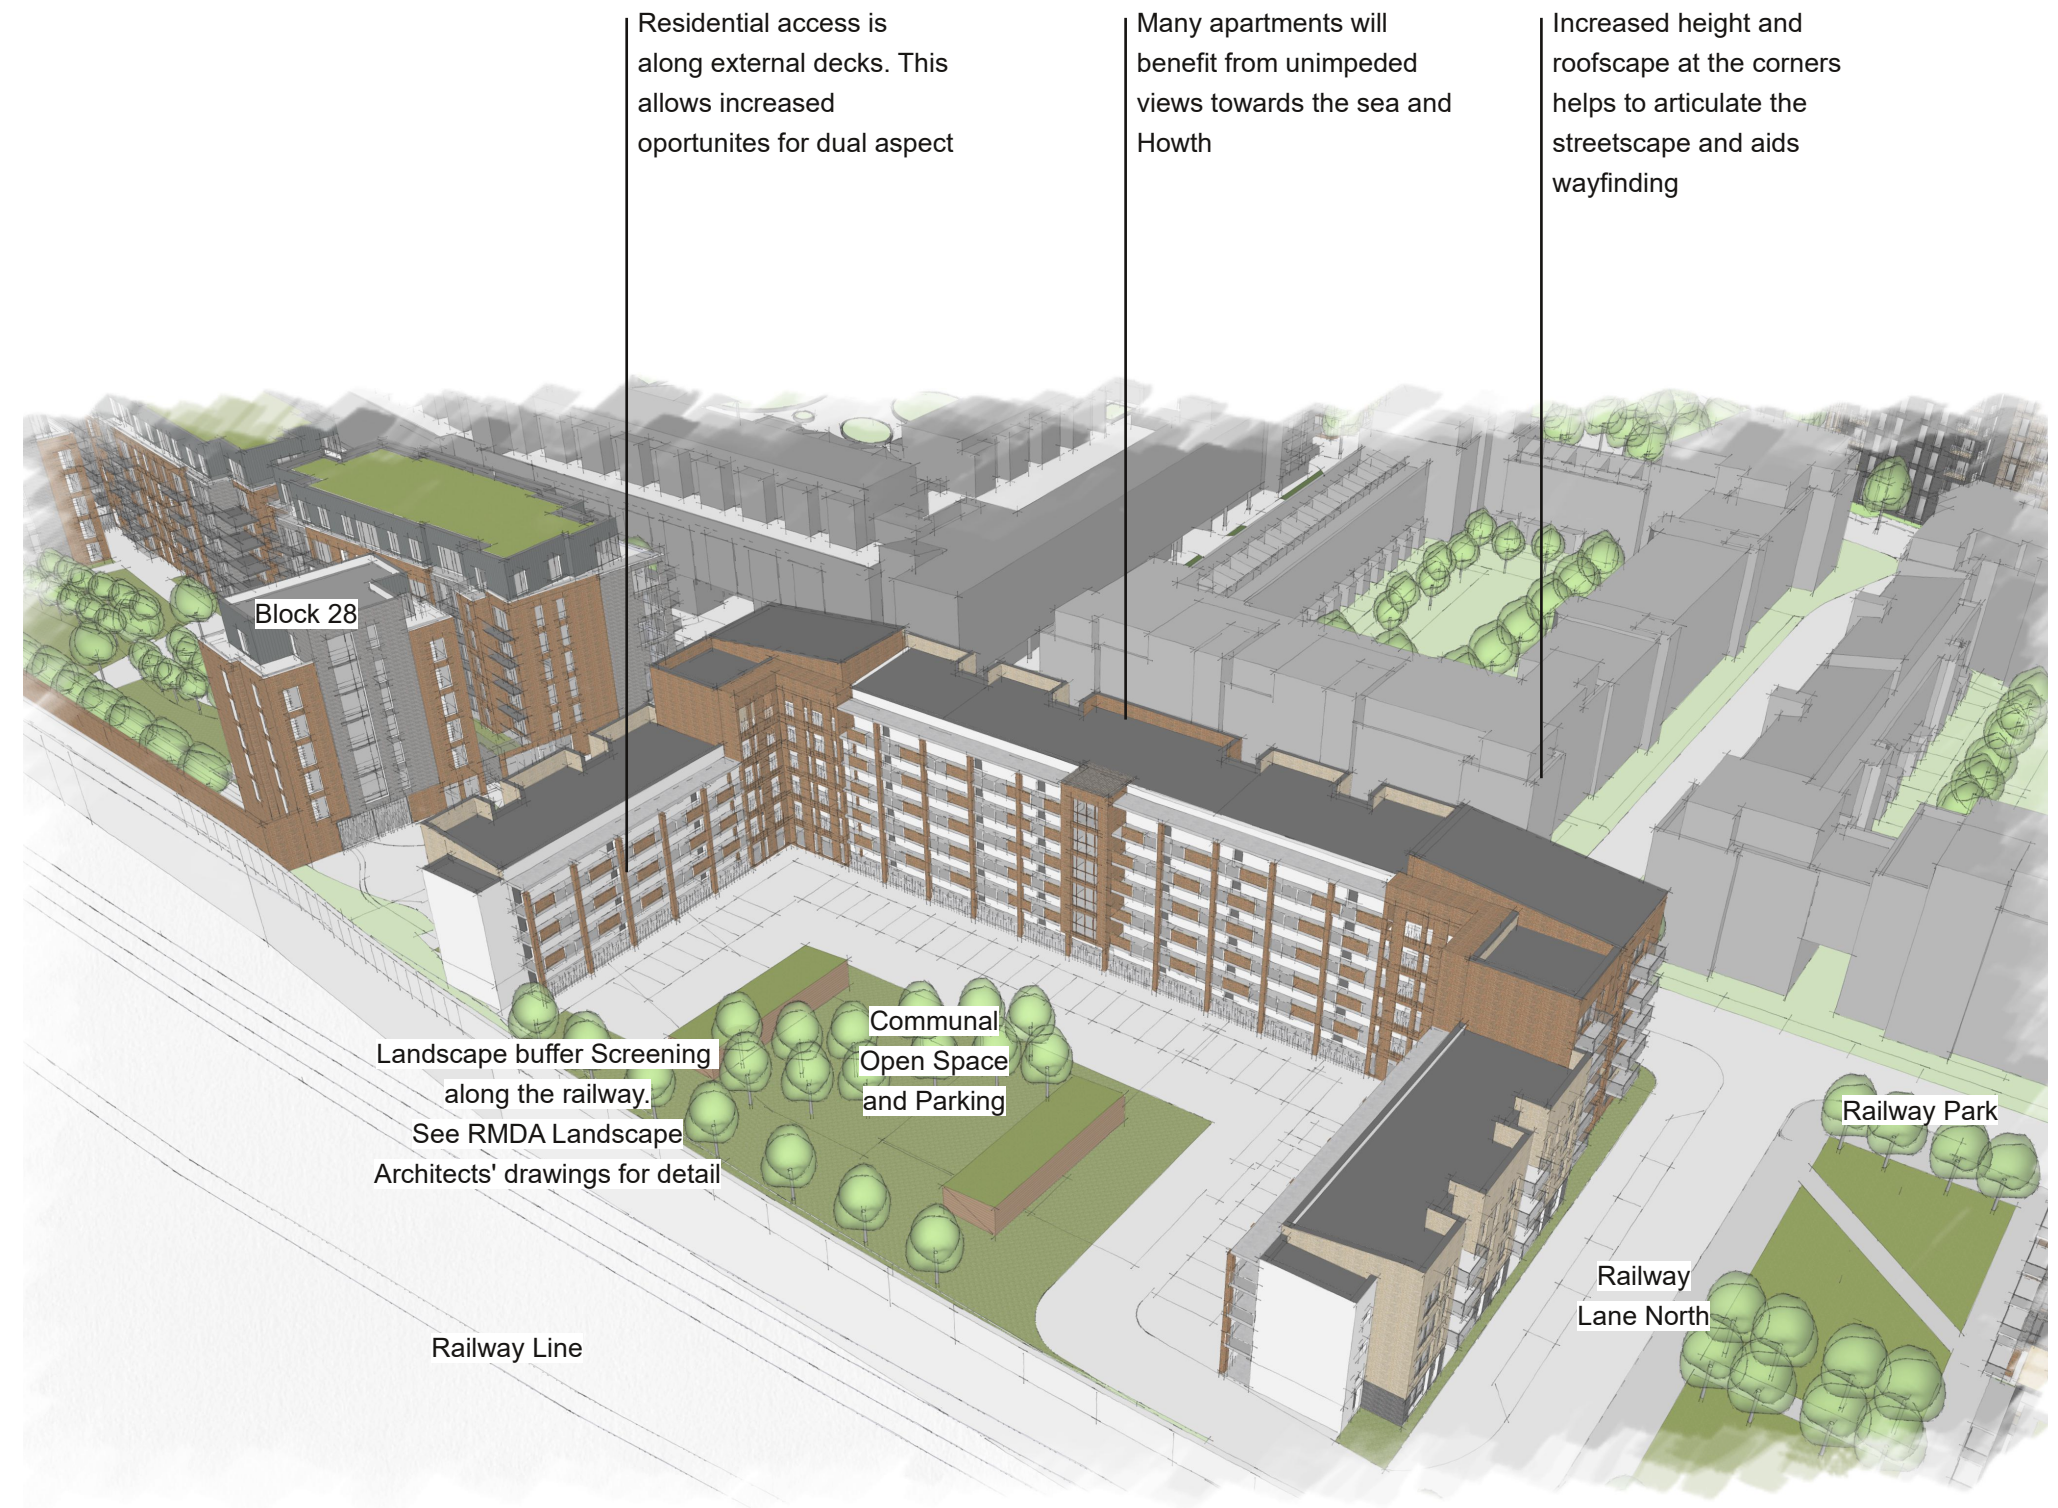 Residential access is
along external decks. This
allows increased
oportunites for dual aspect
Many apartments will
benefit from unimpeded
views towards the sea and
Howth
Increased height and
roofscape at the corners
helps to articulate the
streetscape and aids
wayfinding
Block 28
Communal
Open Space
and Parking
Landscape buffer Screening
along the railway.
See RMDA Landscape
Architects' drawings for detail
Railway Park
Railway
Lane North
Railway Line